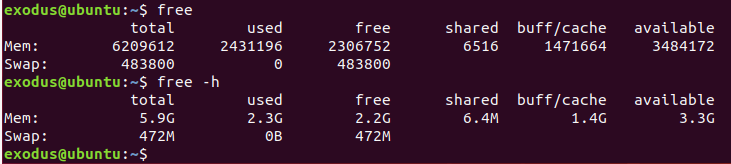 exodus@ubuntu:~$ free
total used free shared buff/cache available
Mem: 6209612 2431196 2306752 6516 1471664 3484172
Swap: 483800 0 483800
exodus@ubuntu:~$ free -h
total used free shared buff/cache available
Mem: 5.9G 2.3G 2.2G 6.4M 1.4G 3.3G
Swap: 472M 0B 472M
exodus@ubuntu:~$